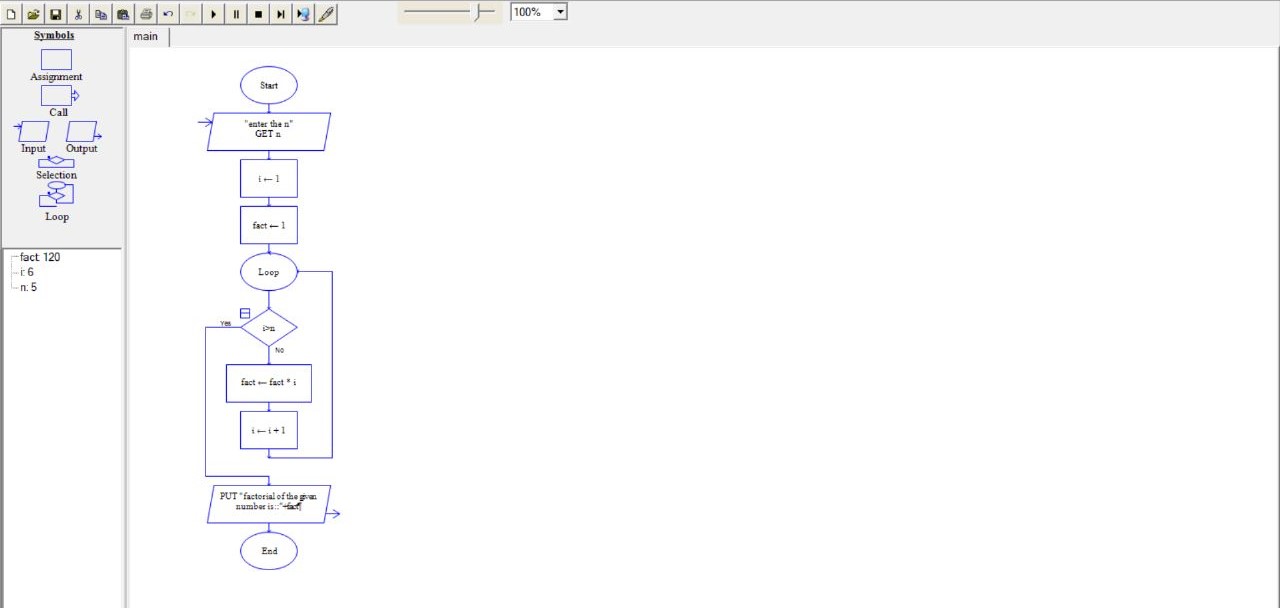 100%
Symbols
main
Assignment
Call
Input Output
Selection
Loop
fact: 120
i: 6
n: 5
Start
"enter the n"
GET n
i ← 1
fact ← 1
Loop
Yes
i>n
No
fact ← fact * i
i ← i + 1
PUT "factorial of the given
number is::"+fact¶
End